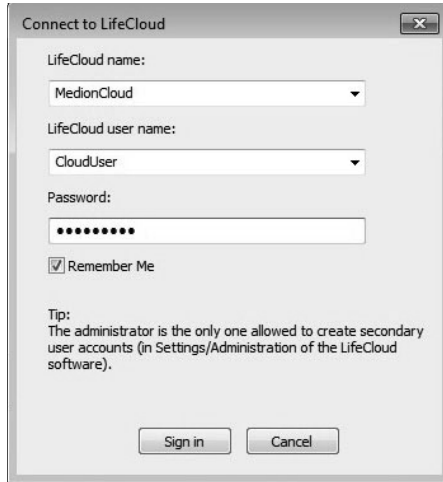 Connect to LifeCloud
LifeCloud name:
MedionCloud
LifeCloud user name:
CloudUser
Password:
•••••••••
Remember Me
Tip:
The administrator is the only one allowed to create secondary
user accounts (in Settings/Administration of the LifeCloud
software).
Sign in Cancel